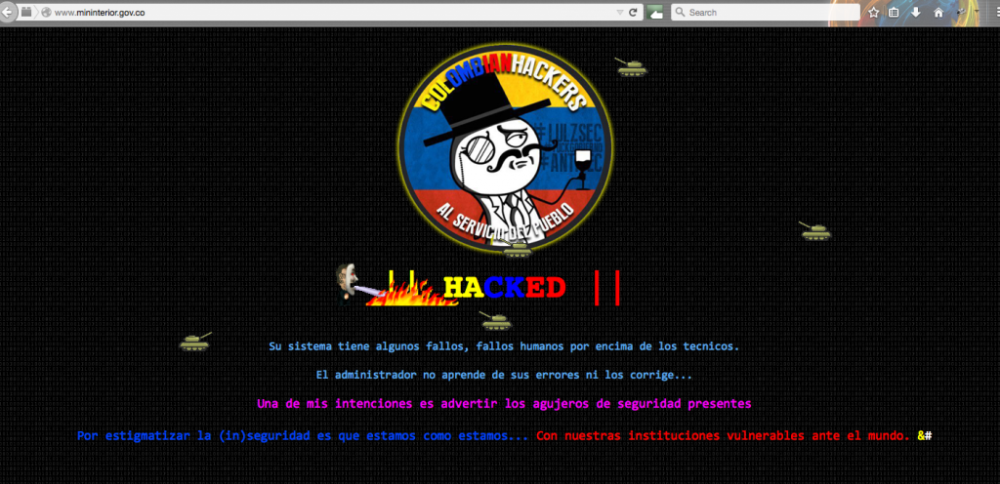 www.mininterior.gov.co
Search
COLOMBIANHACKERS
# LULZSEC
#ANTISEC
AL SERVICIO DEL PUEBLO
|| HACKED ||
Su sistema tiene algunos fallos, fallos humanos por encima de los tecnicos.
El administrador no aprende de sus errores ni los corrige...
Una de mis intenciones es advertir los agujeros de seguridad presentes
Por estigmatizar la (in)seguridad es que estamos como estamos... Con nuestras instituciones vulnerables ante el mundo. &#